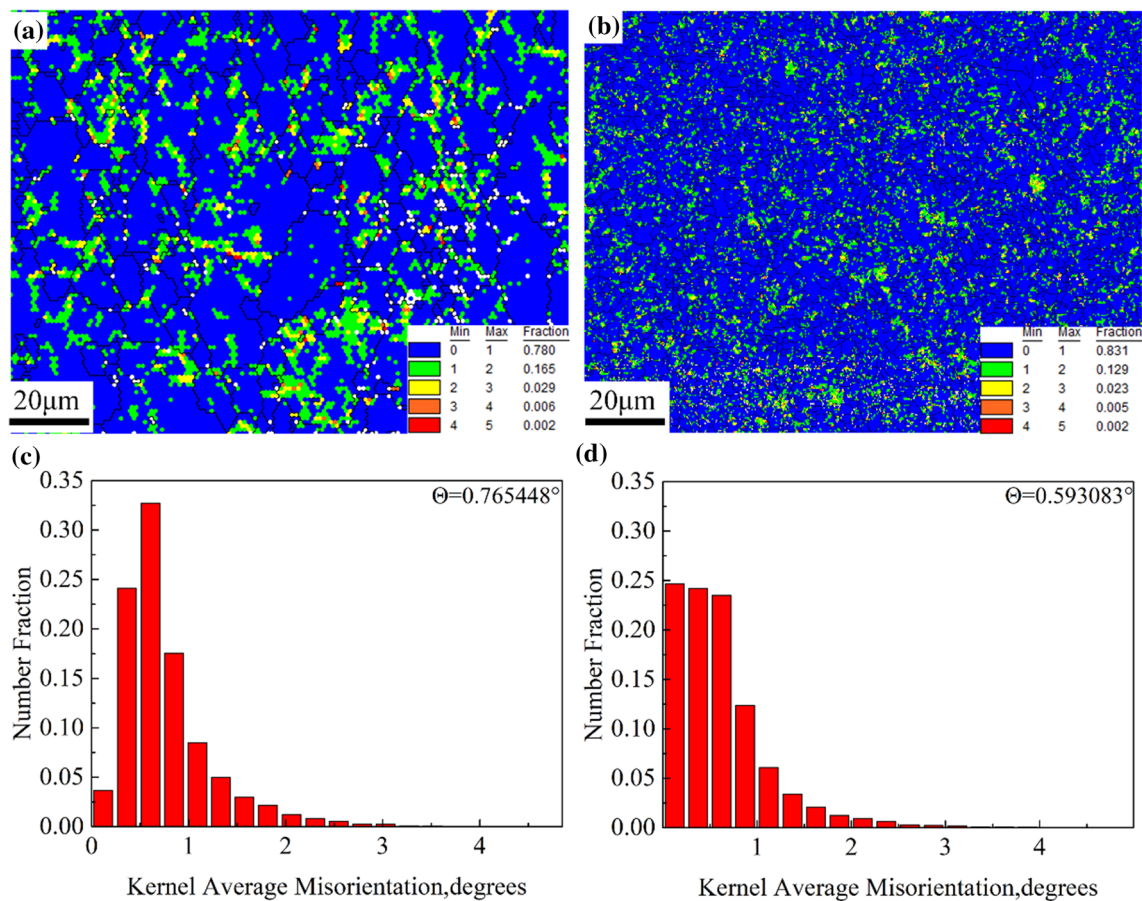 (a)
Min Max Fraction
0 1 0.780
1 2 0.165
2 3 0.029
3 4 0.006
4 5 0.002
20μm
(b)
Min Max Fraction
0 1 0.831
1 2 0.129
2 3 0.023
3 4 0.005
4 5 0.002
20μm
(c)
Θ=0.765448°
0.35
0.30
0.25
0.20
0.15
0.10
0.05
0.00
Number Fraction
0 1 2 3 4
Kernel Average Misorientation,degrees
(d)
Θ=0.593083°
0.35
0.30
0.25
0.20
0.15
0.10
0.05
0.00
Number Fraction
1 2 3 4
Kernel Average Misorientation,degrees